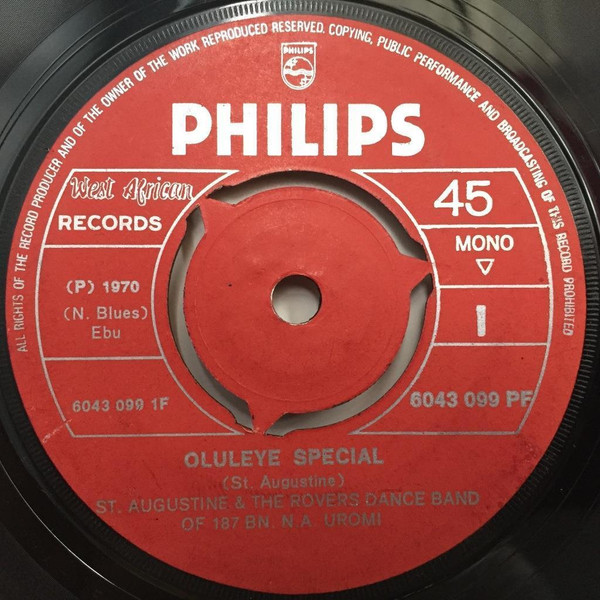 ALL RIGHTS OF THE RECORD PRODUCER AND OF THE OWNER OF THE WORK REPRODUCED RESERVED. COPYING, PUBLIC PERFORMANCE AND BROADCASTING OF THIS RECORD PROHIBITED
PHILIPS
PHILIPS
West African
RECORDS
45
MONO
(P) 1970
(N. Blues)
Ebu
1
6043 099 1F
6043 099 PF
OLULEYE SPECIAL
(St. Augustine)
ST. AUGUSTINE & THE ROVERS DANCE BAND
OF 187 BN. N.A. UROMI